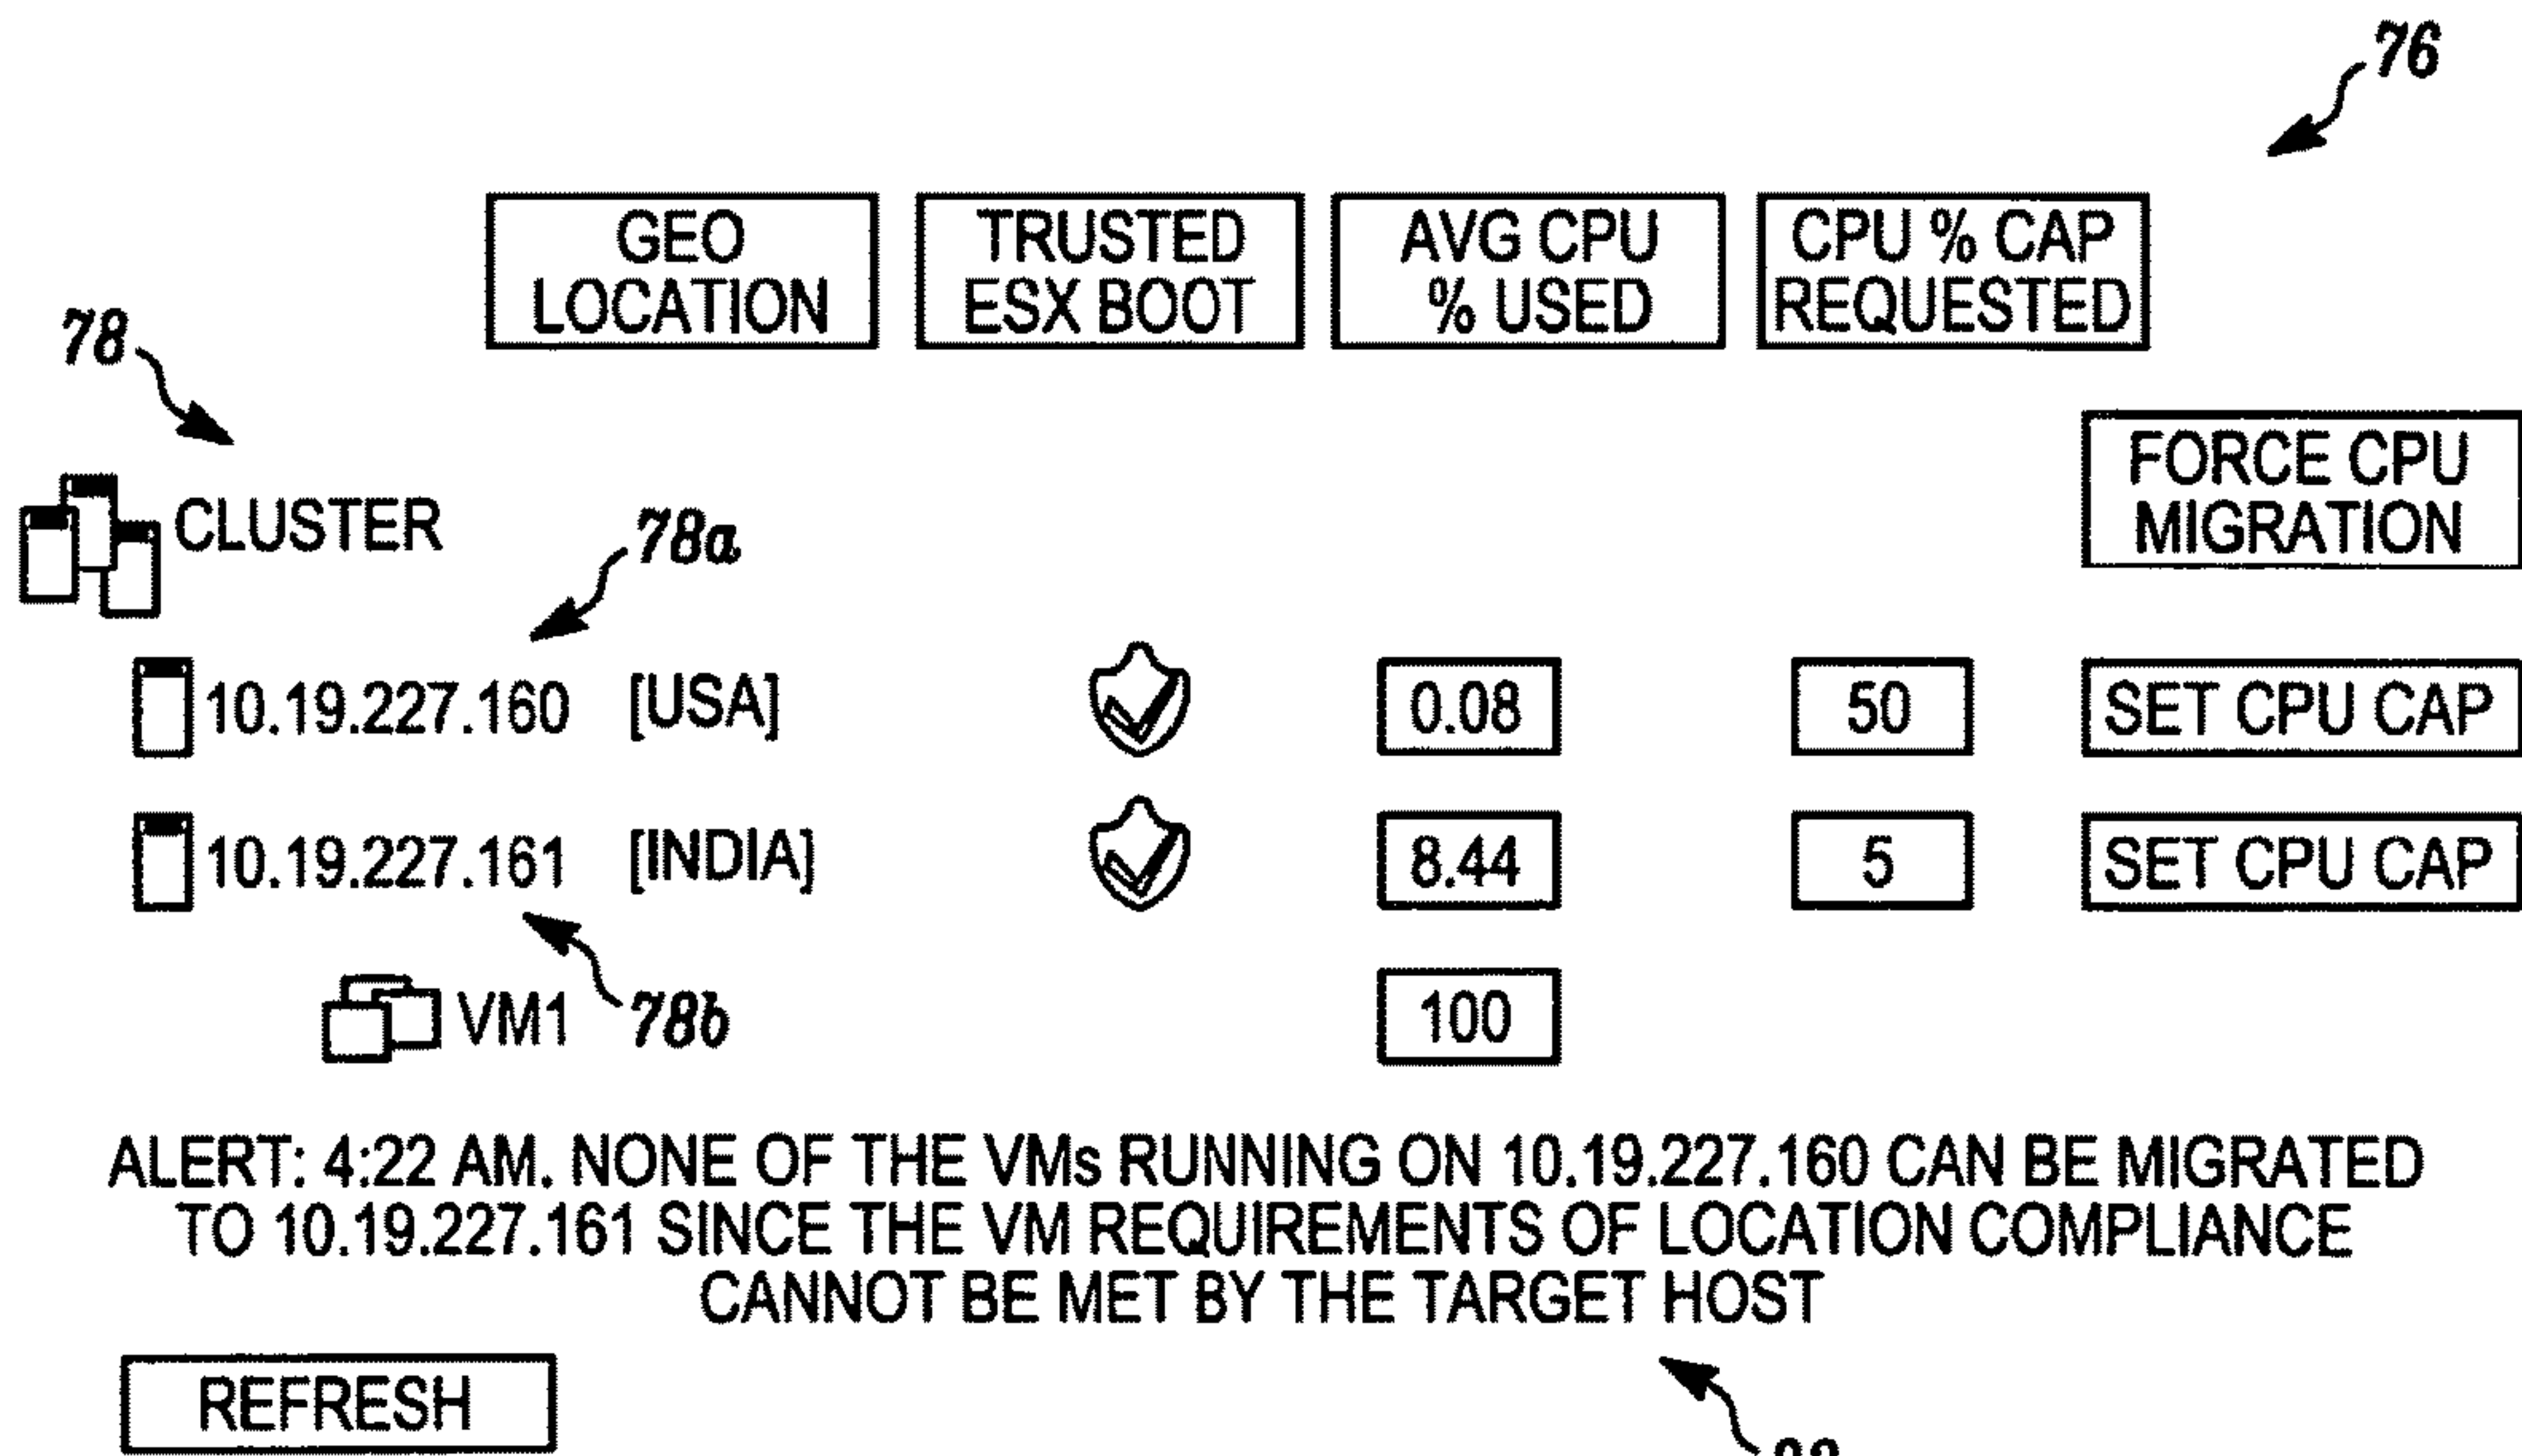 76
GEO LOCATION
TRUSTED ESX BOOT
AVG CPU % USED
CPU % CAP REQUESTED
78
FORCE CPU MIGRATION
CLUSTER
78a
10.19.227.160 [USA] 0.08 50 SET CPU CAP
10.19.227.161 [INDIA] 8.44 5 SET CPU CAP
VM1 78b 100
ALERT: 4:22 AM. NONE OF THE VMs RUNNING ON 10.19.227.160 CAN BE MIGRATED
TO 10.19.227.161 SINCE THE VM REQUIREMENTS OF LOCATION COMPLIANCE
CANNOT BE MET BY THE TARGET HOST
REFRESH